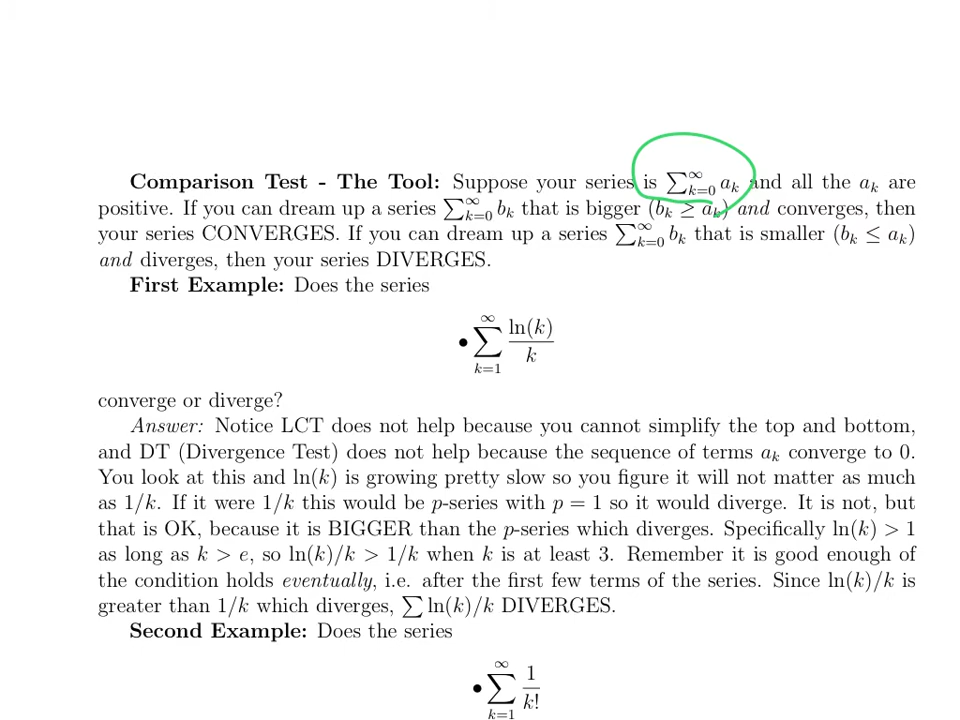 Comparison Test - The Tool: Suppose your series is ∑_{k=0}^{∞} a_k and all the a_k are
positive. If you can dream up a series ∑_{k=0}^{∞} b_k that is bigger (b_k ≥ a_k) and converges, then
your series CONVERGES. If you can dream up a series ∑_{k=0}^{∞} b_k that is smaller (b_k ≤ a_k)
and diverges, then your series DIVERGES.
First Example: Does the series
• ∑_{k=1}^{∞} ln(k)/k
converge or diverge?
Answer: Notice LCT does not help because you cannot simplify the top and bottom,
and DT (Divergence Test) does not help because the sequence of terms a_k converge to 0.
You look at this and ln(k) is growing pretty slow so you figure it will not matter as much
as 1/k. If it were 1/k this would be p-series with p = 1 so it would diverge. It is not, but
that is OK, because it is BIGGER than the p-series which diverges. Specifically ln(k) > 1
as long as k > e, so ln(k)/k > 1/k when k is at least 3. Remember it is good enough of
the condition holds eventually, i.e. after the first few terms of the series. Since ln(k)/k is
greater than 1/k which diverges, ∑ ln(k)/k DIVERGES.
Second Example: Does the series
• ∑_{k=1}^{∞} 1/k!